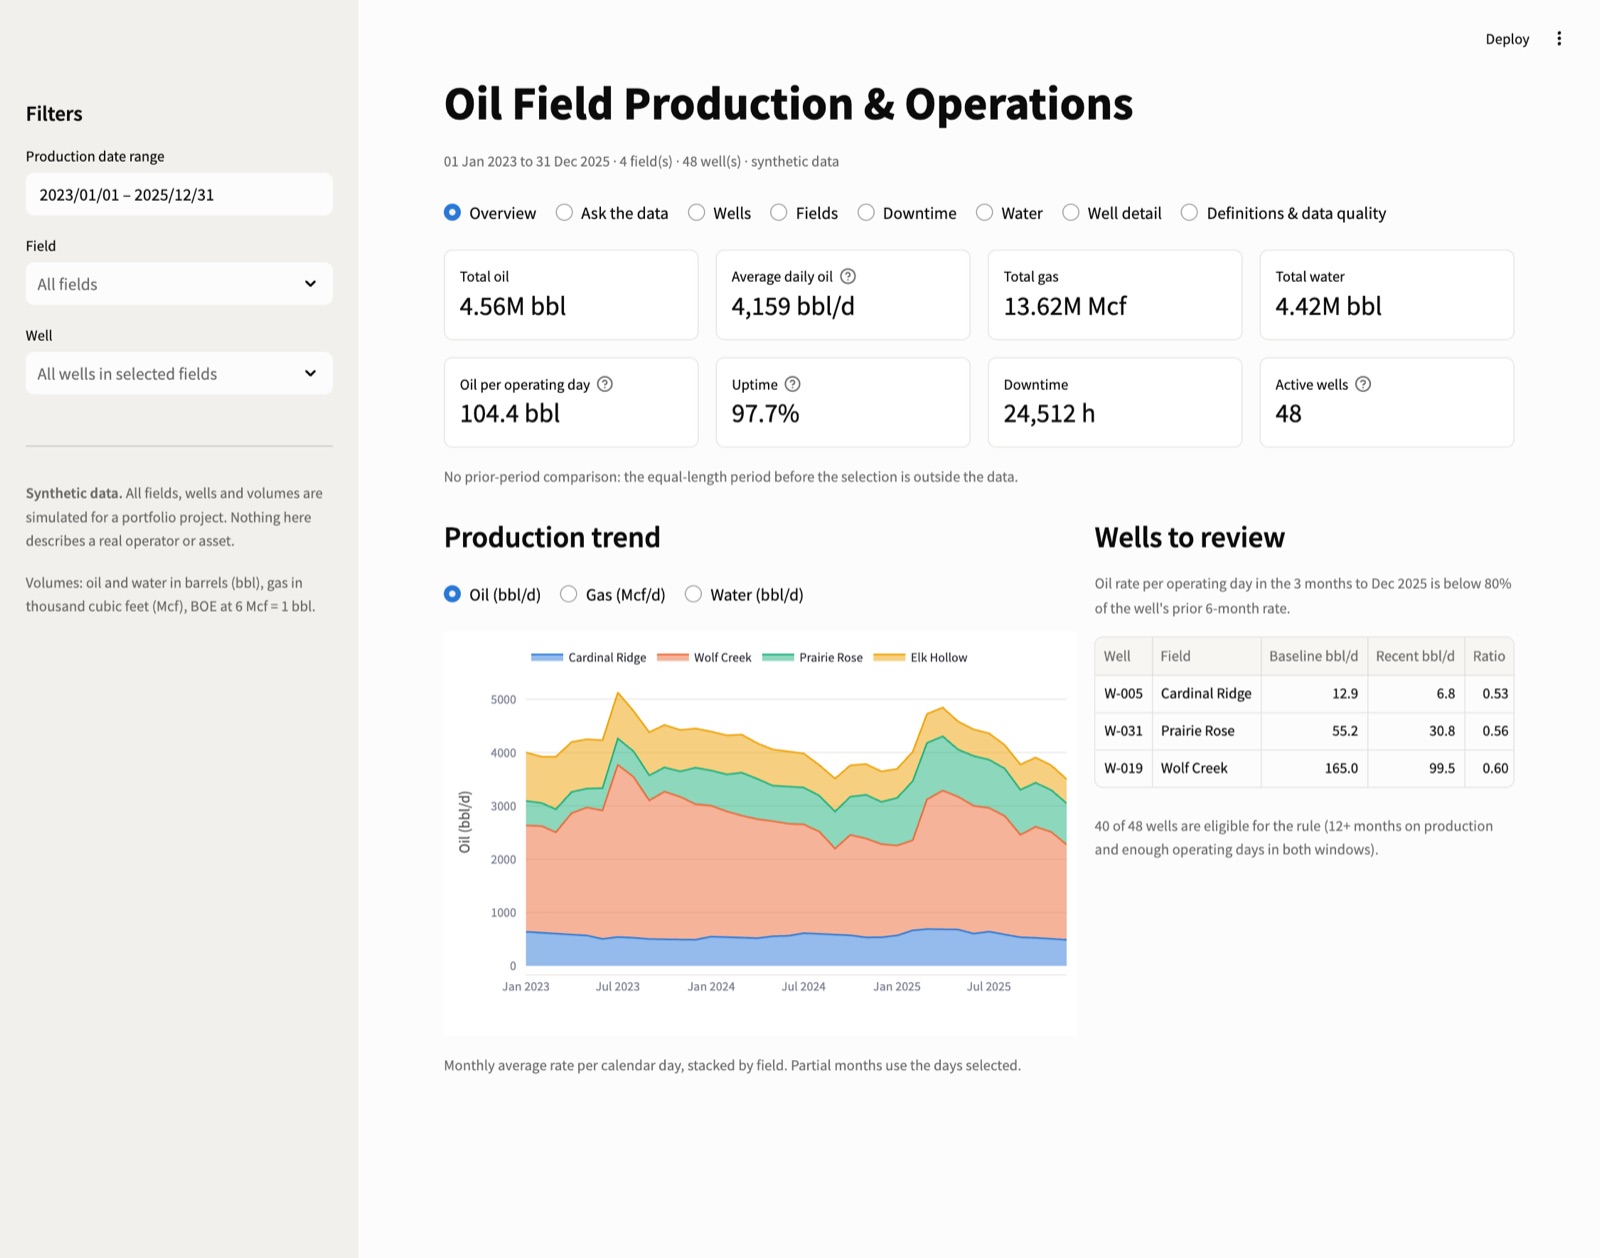 Deploy
Filters
Production date range
2023/01/01 – 2025/12/31
Field
All fields
Well
All wells in selected fields
Synthetic data. All fields, wells and volumes are
simulated for a portfolio project. Nothing here
describes a real operator or asset.
Volumes: oil and water in barrels (bbl), gas in
thousand cubic feet (Mcf), BOE at 6 Mcf = 1 bbl.
Oil Field Production & Operations
01 Jan 2023 to 31 Dec 2025 · 4 field(s) · 48 well(s) · synthetic data
Overview Ask the data Wells Fields Downtime Water Well detail Definitions & data quality
Total oil
4.56M bbl
Average daily oil
4,159 bbl/d
Total gas
13.62M Mcf
Total water
4.42M bbl
Oil per operating day
104.4 bbl
Uptime
97.7%
Downtime
24,512 h
Active wells
48
No prior-period comparison: the equal-length period before the selection is outside the data.
Production trend
Oil (bbl/d) Gas (Mcf/d) Water (bbl/d)
Cardinal Ridge Wolf Creek Prairie Rose Elk Hollow
Oil (bbl/d)
5000
4000
3000
2000
1000
0
Jan 2023 Jul 2023 Jan 2024 Jul 2024 Jan 2025 Jul 2025
Monthly average rate per calendar day, stacked by field. Partial months use the days selected.
Wells to review
Oil rate per operating day in the 3 months to Dec 2025 is below 80%
of the well's prior 6-month rate.
Well Field Baseline bbl/d Recent bbl/d Ratio
W-005 Cardinal Ridge 12.9 6.8 0.53
W-031 Prairie Rose 55.2 30.8 0.56
W-019 Wolf Creek 165.0 99.5 0.60
40 of 48 wells are eligible for the rule (12+ months on production
and enough operating days in both windows).